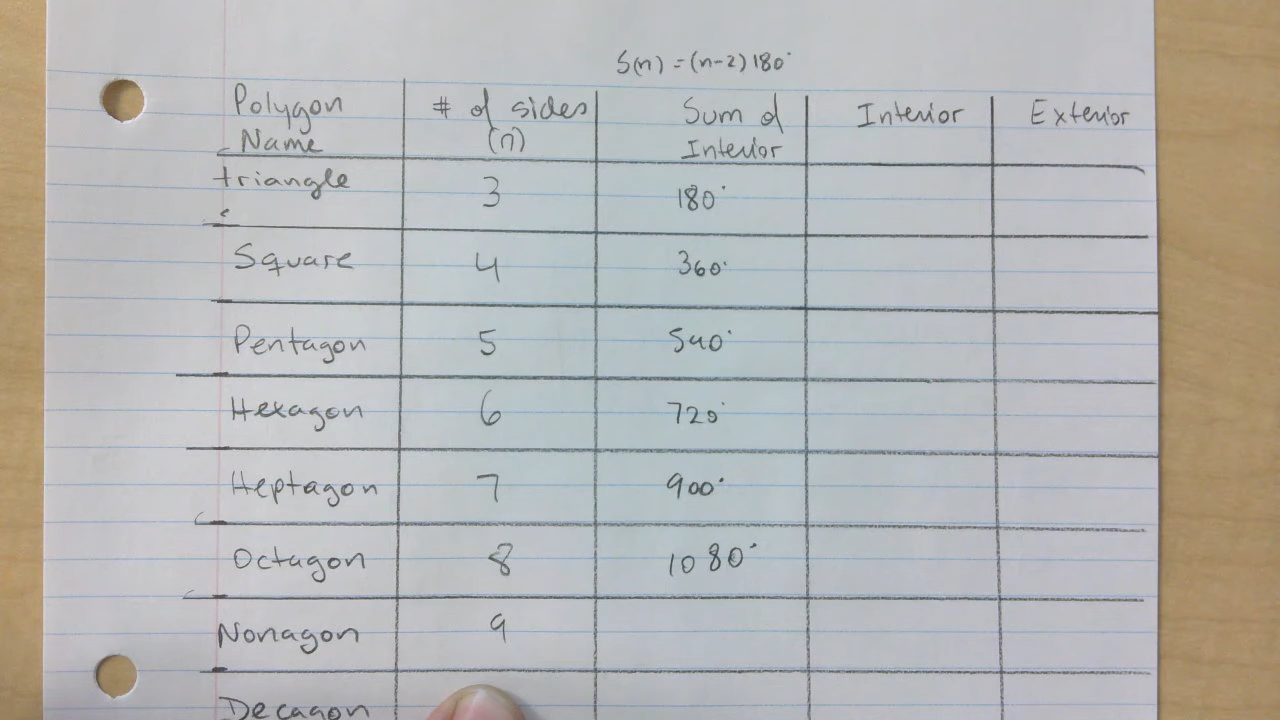 S(n) = (n-2) 180°
Polygon Name # of sides (n) Sum of Interior Interior Exterior
triangle 3 180°
Square 4 360°
Pentagon 5 540°
Hexagon 6 720°
Heptagon 7 900°
Octagon 8 1080°
Nonagon 9
Decagon